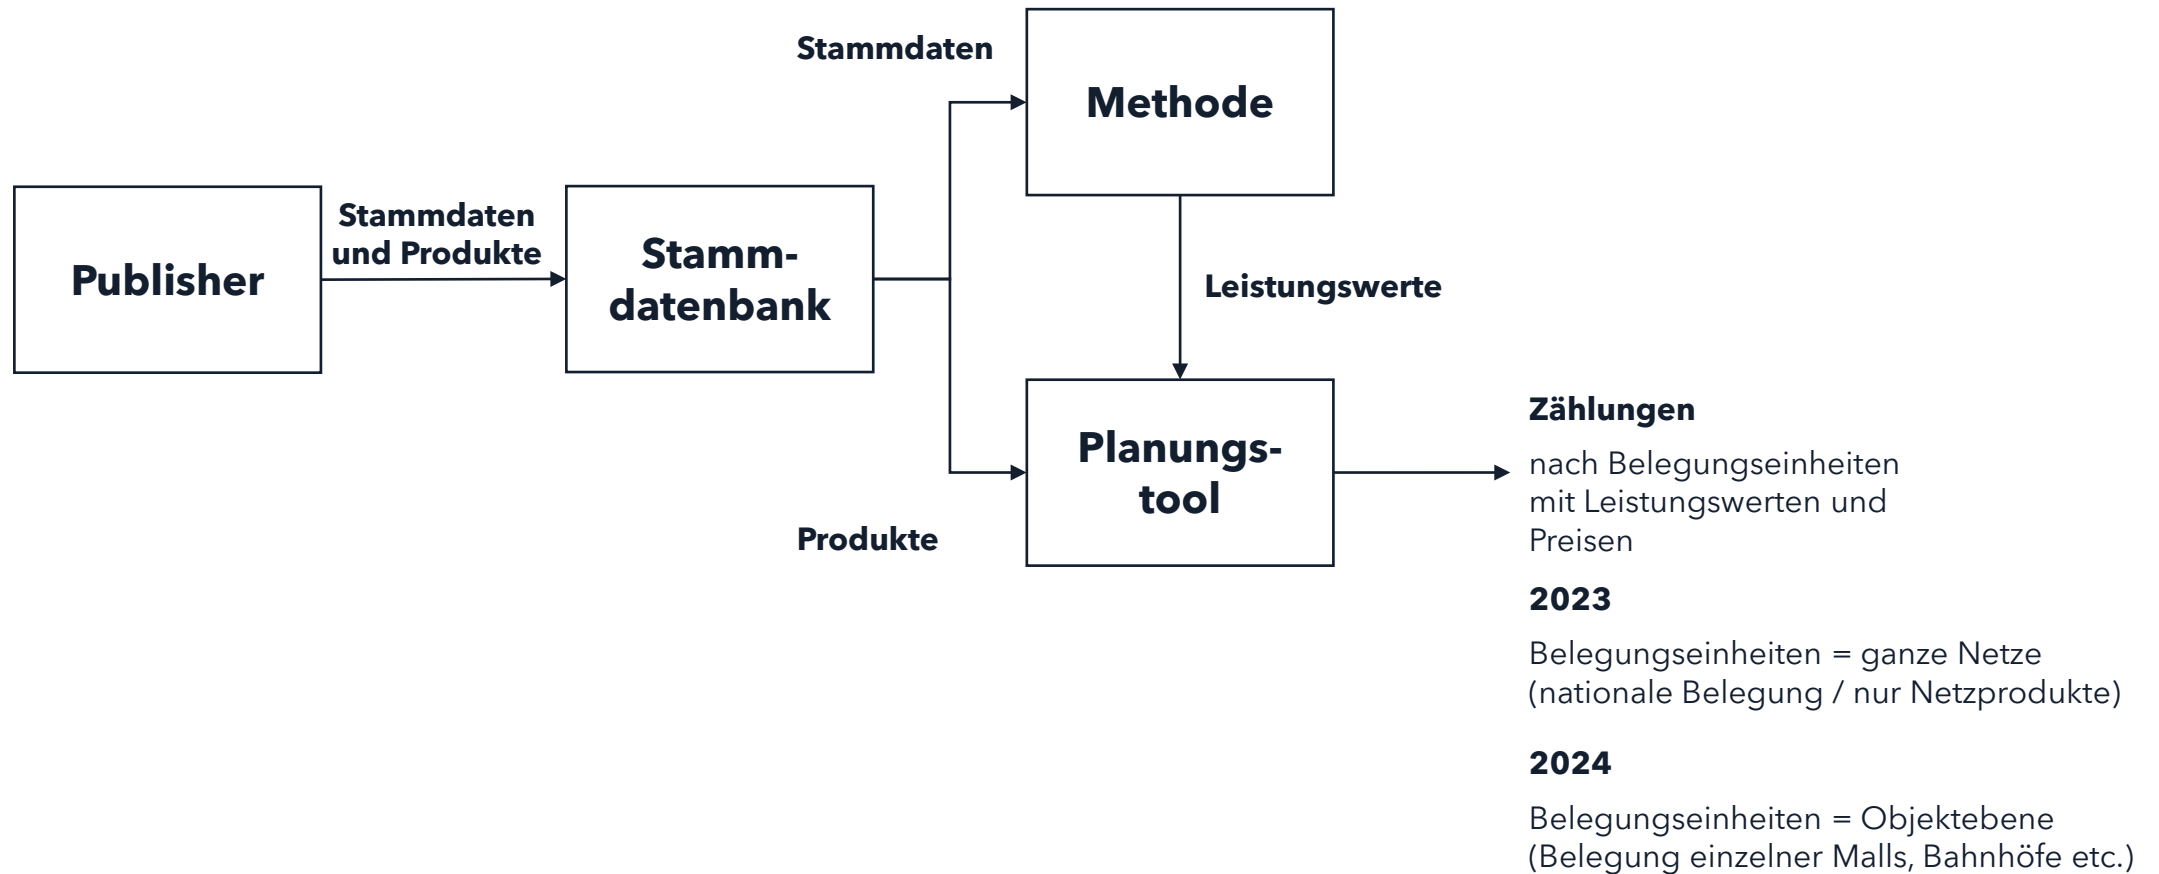 Stammdaten
Methode
Publisher
Stammdaten
und Produkte
Stamm-
datenbank
Leistungswerte
Planungs-
tool
Produkte
Zählungen
nach Belegungseinheiten
mit Leistungswerten und
Preisen
2023
Belegungseinheiten = ganze Netze
(nationale Belegung / nur Netzprodukte)
2024
Belegungseinheiten = Objektebene
(Belegung einzelner Malls, Bahnhöfe etc.)